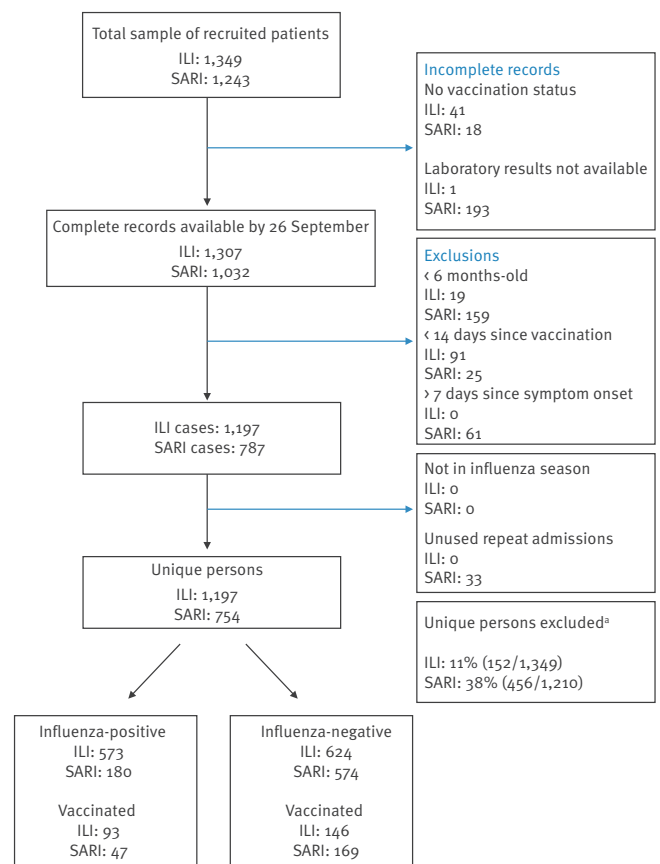 Total sample of recruited patients
ILI: 1,349
SARI: 1,243
Incomplete records
No vaccination status
ILI: 41
SARI: 18
Laboratory results not available
ILI: 1
SARI: 193
Complete records available by 26 September
ILI: 1,307
SARI: 1,032
Exclusions
< 6 months-old
ILI: 19
SARI: 159
< 14 days since vaccination
ILI: 91
SARI: 25
> 7 days since symptom onset
ILI: 0
SARI: 61
ILI cases: 1,197
SARI cases: 787
Not in influenza season
ILI: 0
SARI: 0
Unused repeat admissions
ILI: 0
SARI: 33
Unique persons
ILI: 1,197
SARI: 754
Unique persons excludedᵃ
ILI: 11% (152/1,349)
SARI: 38% (456/1,210)
Influenza-positive
ILI: 573
SARI: 180
Vaccinated
ILI: 93
SARI: 47
Influenza-negative
ILI: 624
SARI: 574
Vaccinated
ILI: 146
SARI: 169